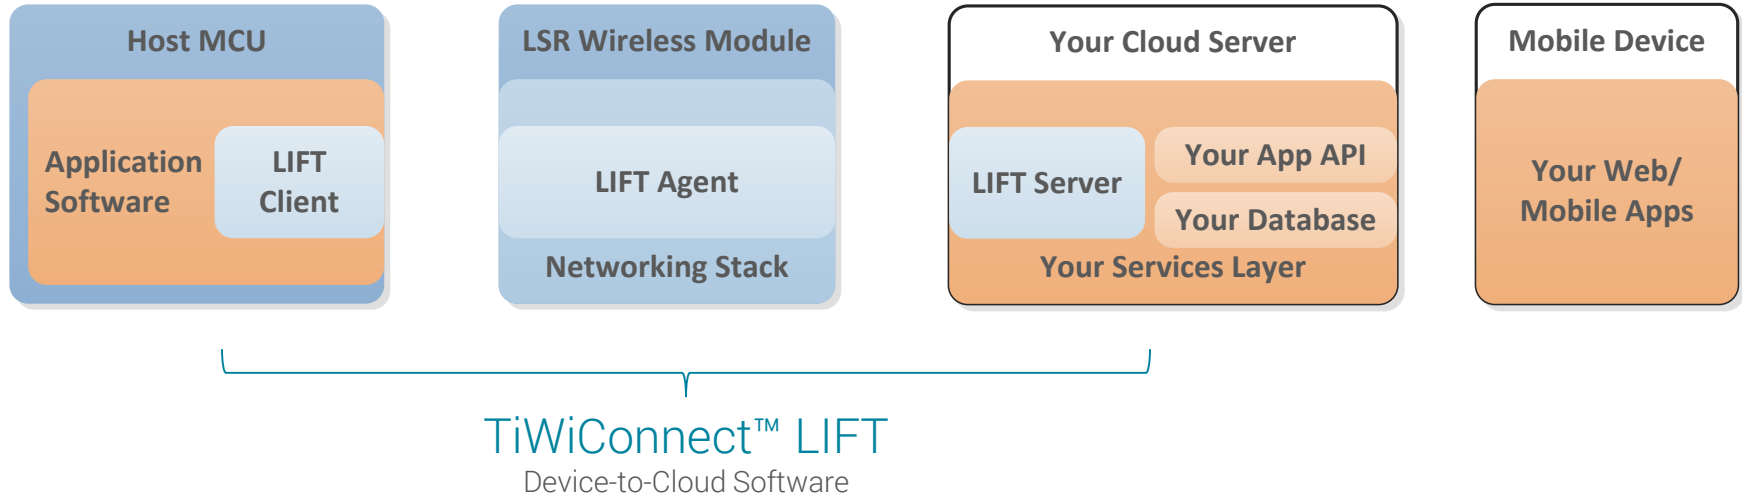 Host MCU
Application
Software
LIFT
Client
LSR Wireless Module
LIFT Agent
Networking Stack
Your Cloud Server
LIFT Server
Your App API
Your Database
Your Services Layer
Mobile Device
Your Web/
Mobile Apps
TiWiConnect™ LIFT
Device-to-Cloud Software